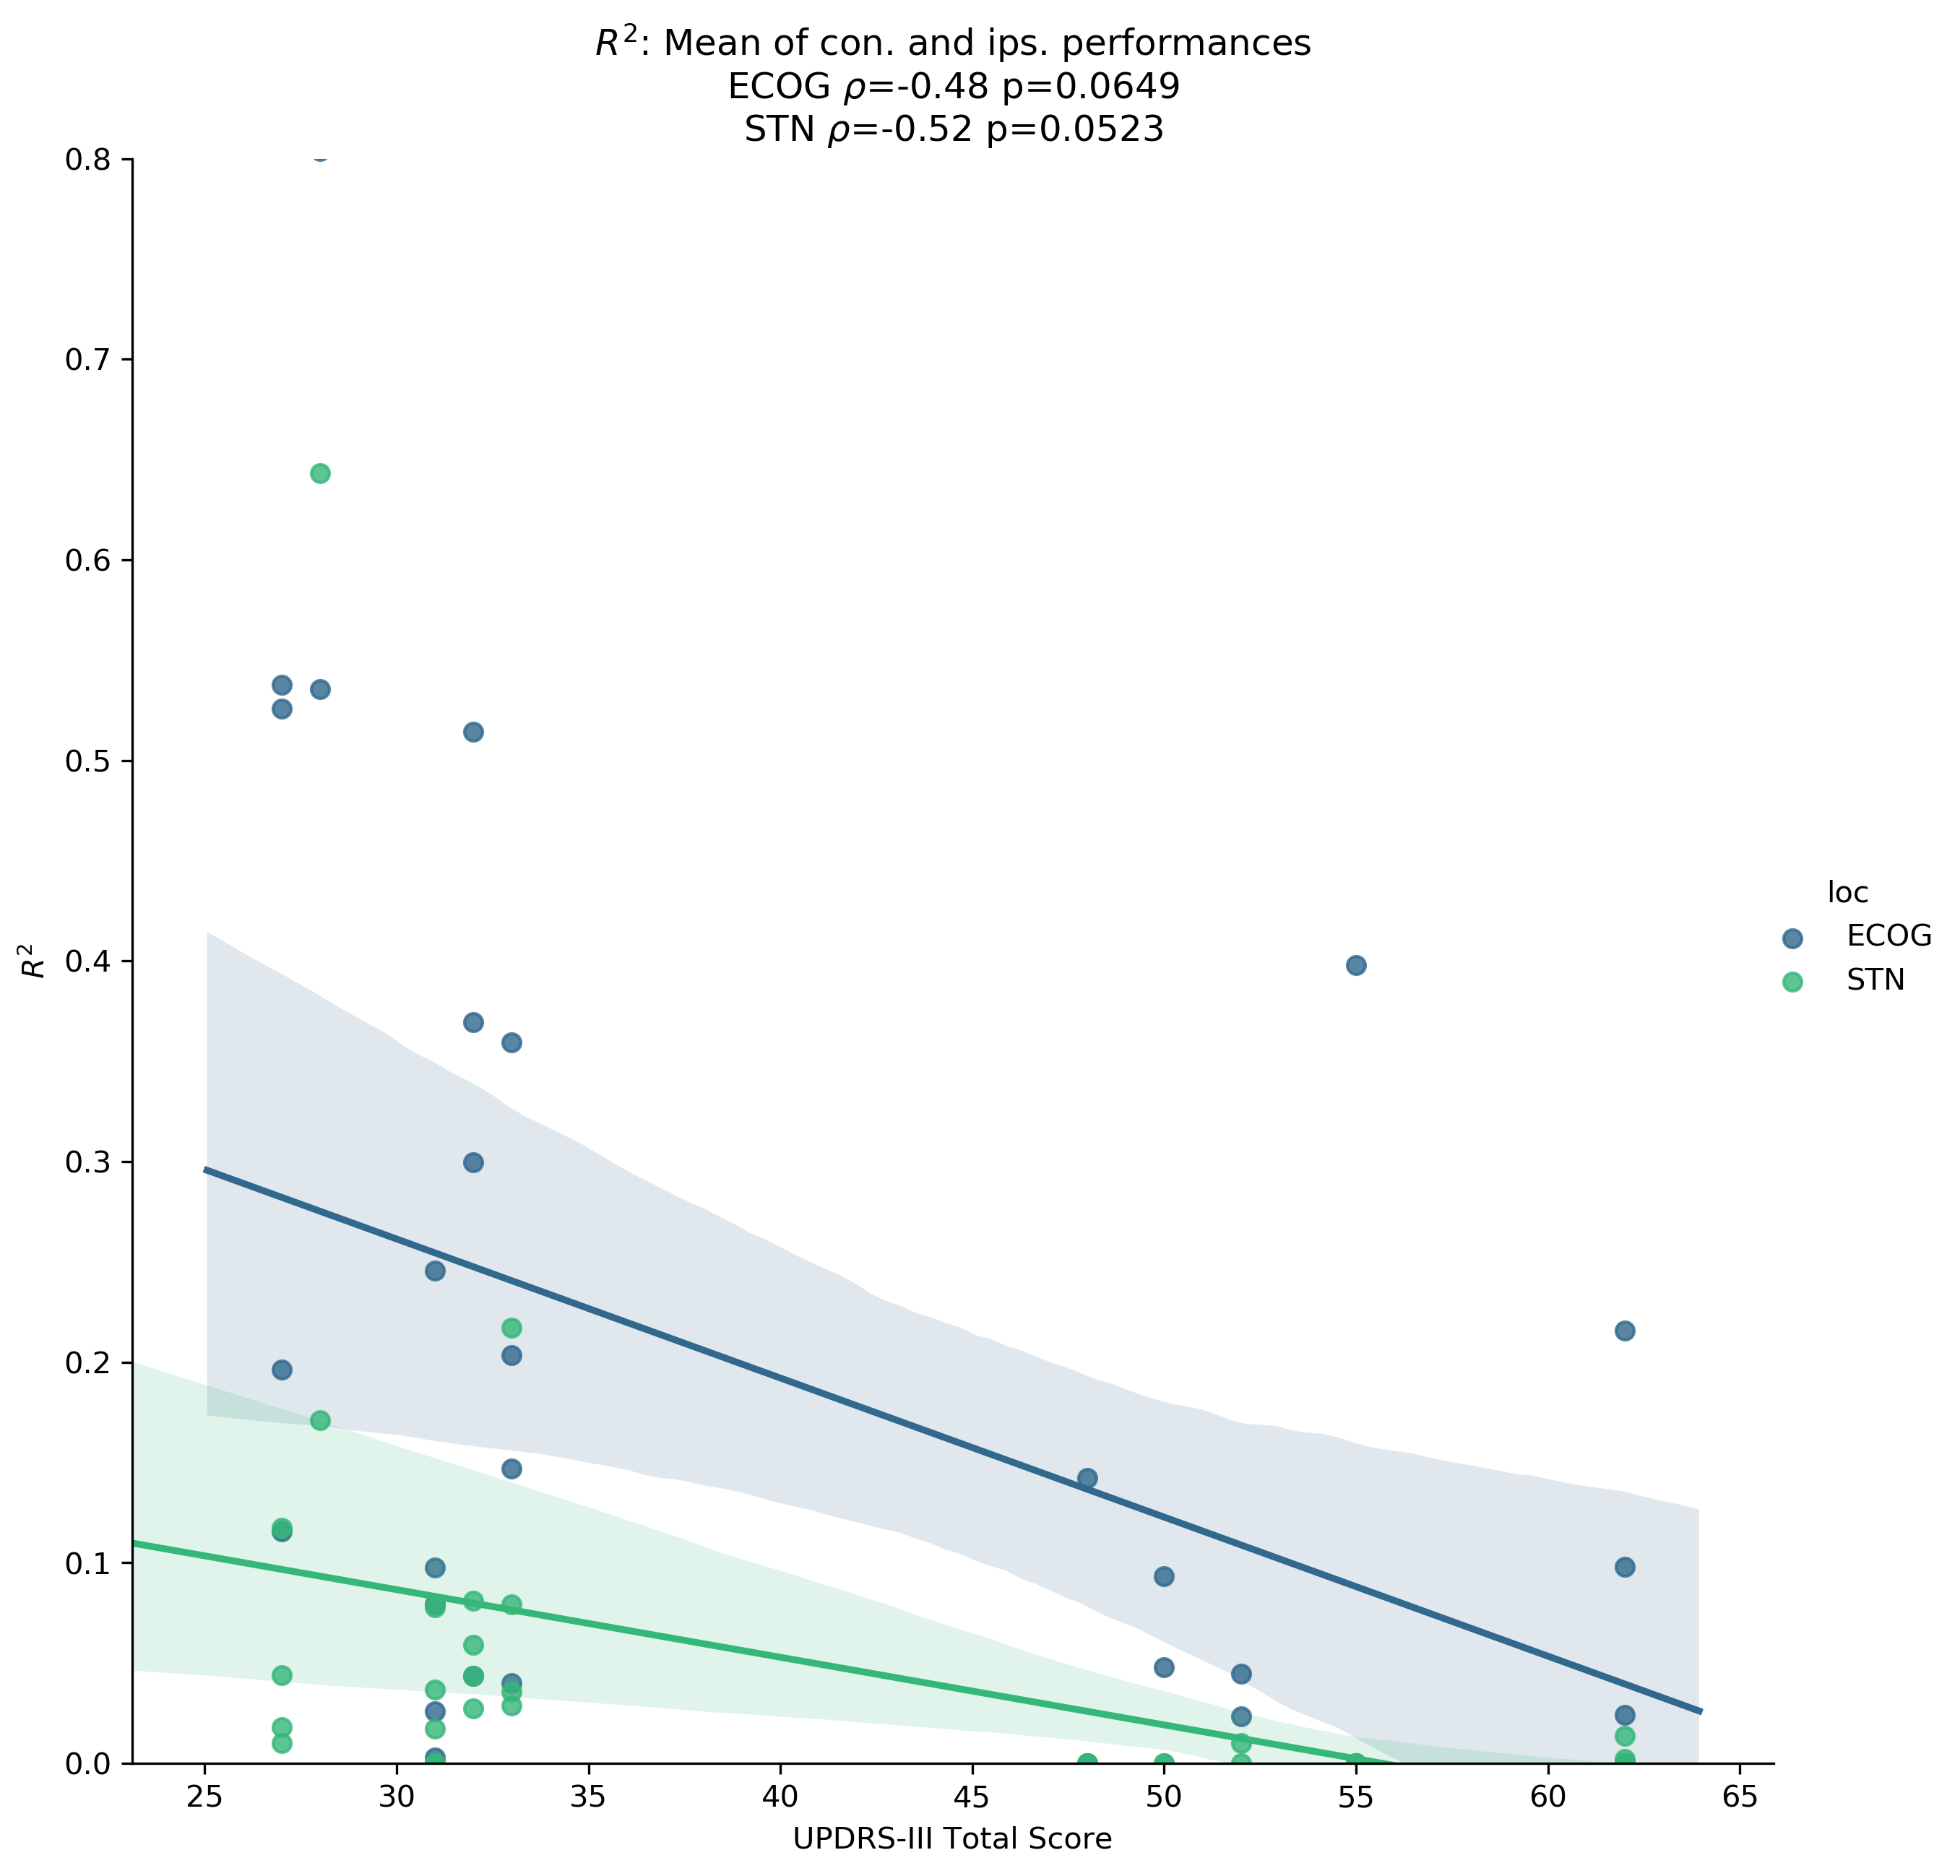 R²: Mean of con. and ips. performances
ECOG ρ=-0.48 p=0.0649
STN ρ=-0.52 p=0.0523
0.8
0.7
0.6
0.5
0.4
0.3
0.2
0.1
0.0
R²
25 30 35 40 45 50 55 60 65
UPDRS-III Total Score
loc
ECOG
STN